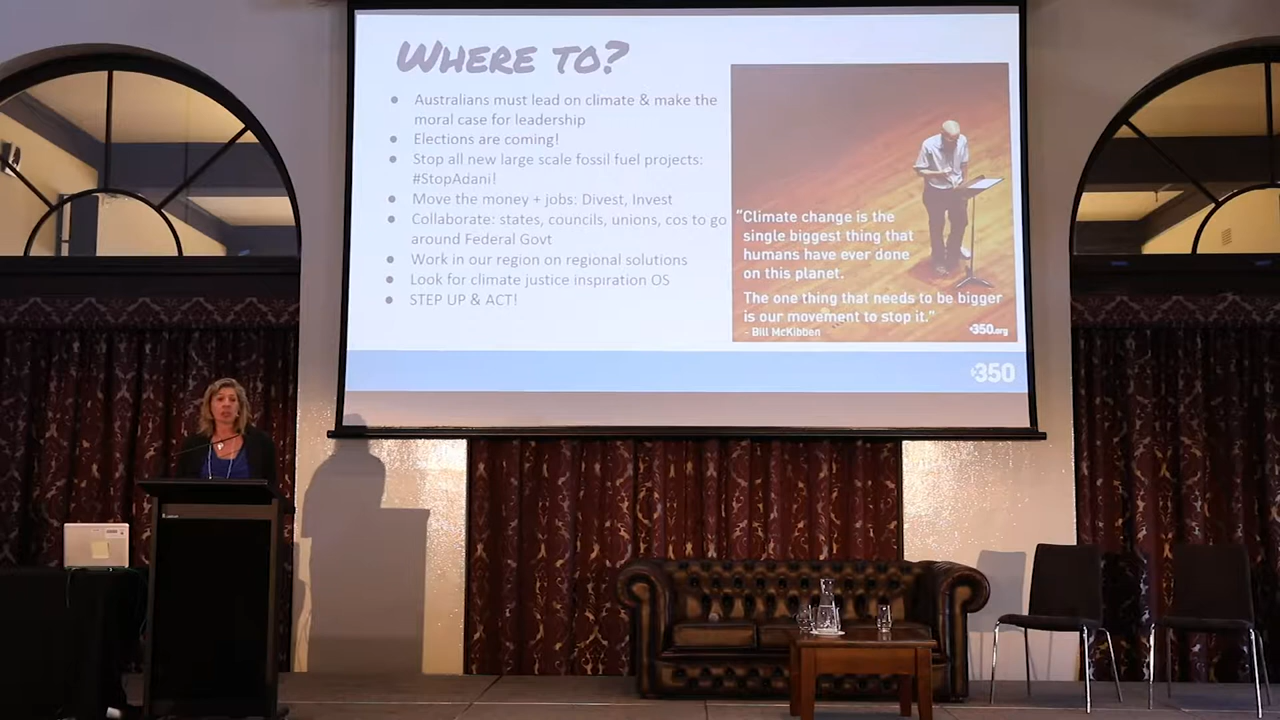 WHERE TO?
Australians must lead on climate & make the
moral case for leadership
Elections are coming!
Stop all new large scale fossil fuel projects:
#StopAdani!
Move the money + jobs: Divest, Invest
Collaborate: states, councils, unions, cos to go
around Federal Govt
Work in our region on regional solutions
Look for climate justice inspiration OS
STEP UP & ACT!
"Climate change is the
single biggest thing that
humans have ever done
on this planet.
The one thing that needs to be bigger
is our movement to stop it."
- Bill McKibben
350.org
350